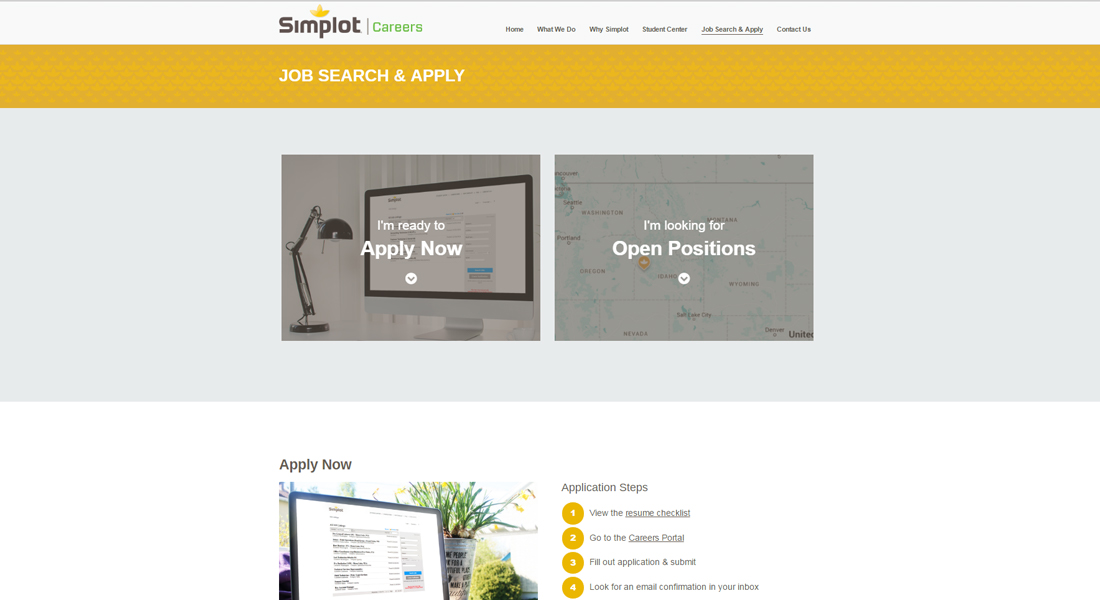 Simplot | Careers
Home What We Do Why Simplot Student Center Job Search & Apply Contact Us
JOB SEARCH & APPLY
I'm ready to
Apply Now
I'm looking for
Open Positions
Seattle
WASHINGTON
MONTANA
Portland
OREGON
IDAHO
WYOMING
Salt Lake City
NEVADA
Denver
United
Apply Now
Simplot
Application Steps
1 View the resume checklist
2 Go to the Careers Portal
3 Fill out application & submit
4 Look for an email confirmation in your inbox